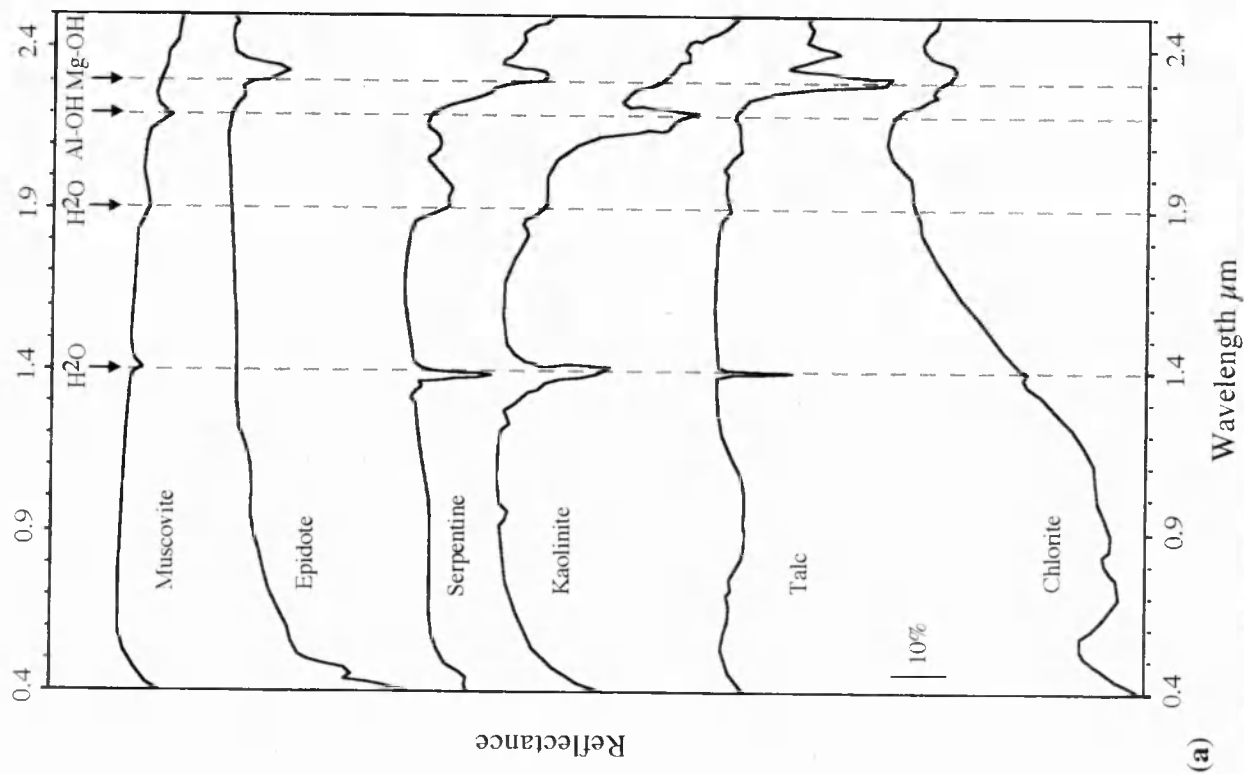 0.4 0.9 1.4 1.9 2.4
H2O H2O Al-OH Mg-OH
Muscovite
Epidote
Serpentine
Kaolinite
Talc
10%
Chlorite
Reflectance
0.4 0.9 1.4 1.9 2.4
Wavelength μm
(a)